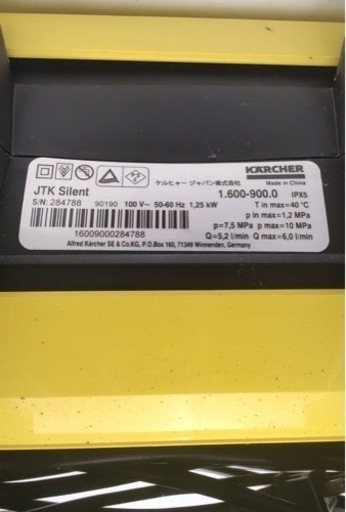 ケルヒャー ジャパン株式会社
KÄRCHER
Made in China
JTK Silent
1.600-900.0 IPX5
S/N: 284788 90190 100 V~ 50-60 Hz 1,25 kW
T in max=40 °C
p in max=1,2 MPa
p=7,5 MPa p max=10 MPa
16009000284788
Q=5,2 l/min Q max=6,0 l/min
Alfred Kärcher SE & Co.KG, P.O.Box 160, 71349 Winnenden, Germany